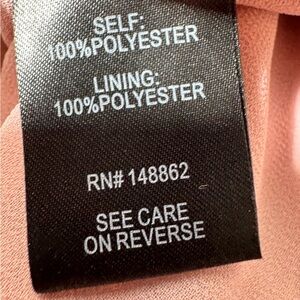 SELF:
100%POLYESTER
LINING:
100%POLYESTER
RN# 148862
SEE CARE
ON REVERSE